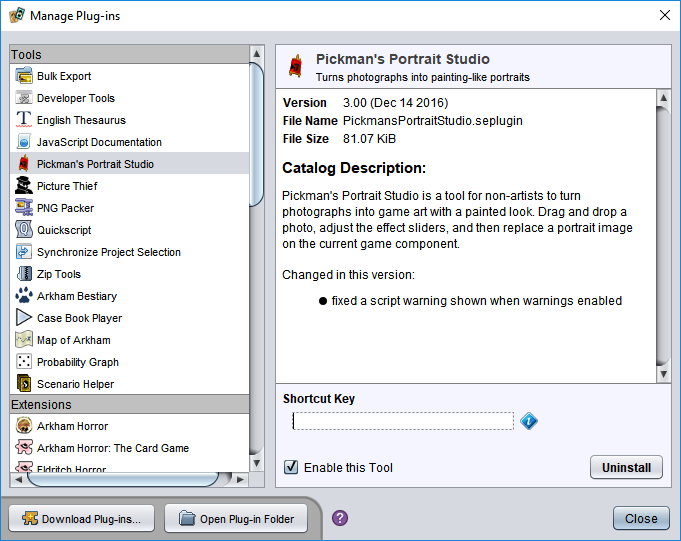 Manage Plug-ins
Tools
Bulk Export
Developer Tools
English Thesaurus
JavaScript Documentation
Pickman's Portrait Studio
Picture Thief
PNG Packer
Quickscript
Synchronize Project Selection
Zip Tools
Arkham Bestiary
Case Book Player
Map of Arkham
Probability Graph
Scenario Helper
Extensions
Arkham Horror
Arkham Horror: The Card Game
Eldritch Horror
Pickman's Portrait Studio
Turns photographs into painting-like portraits
Version 3.00 (Dec 14 2016)
File Name PickmansPortraitStudio.seplugin
File Size 81.07 KiB
Catalog Description:
Pickman's Portrait Studio is a tool for non-artists to turn
photographs into game art with a painted look. Drag and drop a
photo, adjust the effect sliders, and then replace a portrait image
on the current game component.
Changed in this version:
● fixed a script warning shown when warnings enabled
Shortcut Key
Enable this Tool
Uninstall
Download Plug-ins...
Open Plug-in Folder
Close